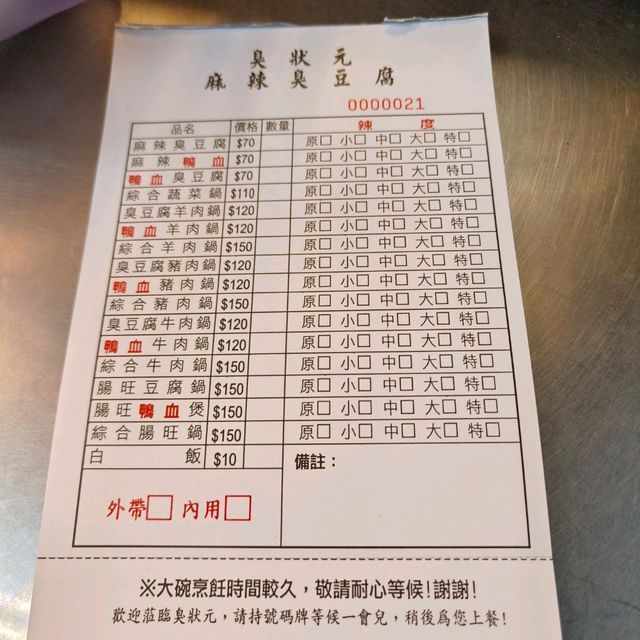 臭狀元
麻辣臭豆腐
0000021
品名 價格 數量 辣度
麻辣臭豆腐 $70 原□ 小□ 中□ 大□ 特□
麻辣鴨血 $70 原□ 小□ 中□ 大□ 特□
鴨血臭豆腐 $70 原□ 小□ 中□ 大□ 特□
綜合蔬菜鍋 $110 原□ 小□ 中□ 大□ 特□
臭豆腐羊肉鍋 $120 原□ 小□ 中□ 大□ 特□
鴨血羊肉鍋 $120 原□ 小□ 中□ 大□ 特□
綜合羊肉鍋 $150 原□ 小□ 中□ 大□ 特□
臭豆腐豬肉鍋 $120 原□ 小□ 中□ 大□ 特□
鴨血豬肉鍋 $120 原□ 小□ 中□ 大□ 特□
綜合豬肉鍋 $150 原□ 小□ 中□ 大□ 特□
臭豆腐牛肉鍋 $120 原□ 小□ 中□ 大□ 特□
鴨血牛肉鍋 $120 原□ 小□ 中□ 大□ 特□
綜合牛肉鍋 $150 原□ 小□ 中□ 大□ 特□
腸旺豆腐鍋 $150 原□ 小□ 中□ 大□ 特□
腸旺鴨血煲 $150 原□ 小□ 中□ 大□ 特□
綜合腸旺鍋 $150 原□ 小□ 中□ 大□ 特□
白飯 $10 備註：
外帶□ 內用□
※大碗烹飪時間較久，敬請耐心等候!謝謝!
歡迎蒞臨臭狀元，請持號碼牌等候一會兒，稍後為您上餐!